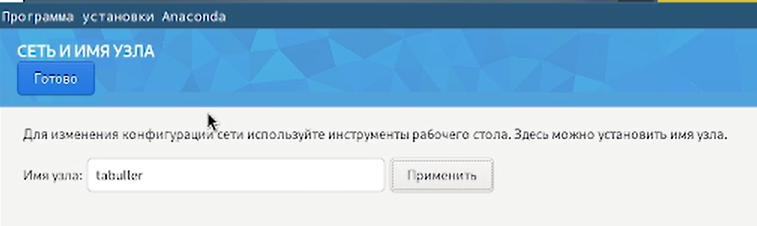 Программа установки Anaconda
СЕТЬ И ИМЯ УЗЛА
Готово
Для изменения конфигурации сети используйте инструменты рабочего стола. Здесь можно установить имя узла.
Имя узла: tabuller Применить